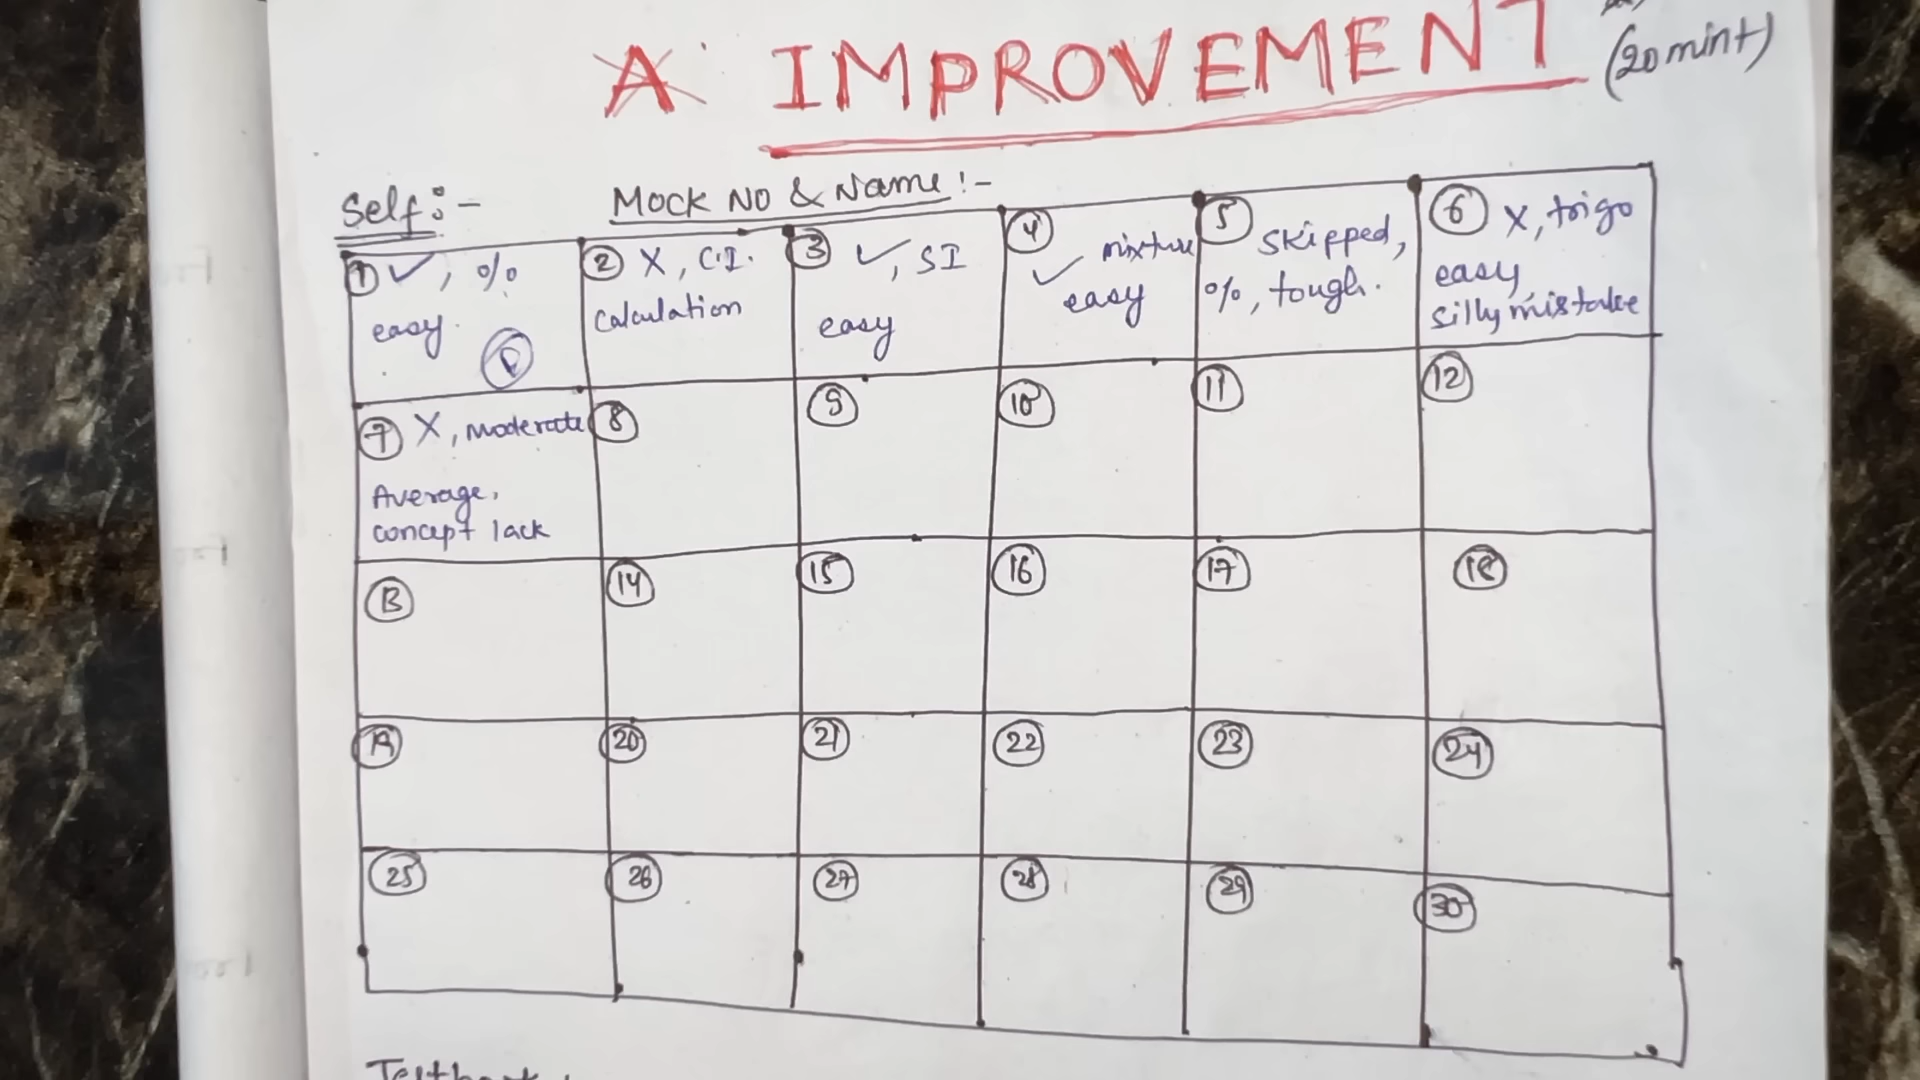 A IMPROVEMENT
(20 mint)
Self:-
Mock NO & Name :-
1 ✓, %
easy.
2 X, C.I.
calculation
3 ✓, SI
easy
4 mixture
✓ easy
5 Skipped,
%, tough.
6 X, trigo
easy,
silly mistake
7 X, moderate
Average,
concept lack
8
9
10
11
12
13
14
15
16
17
18
19
20
21
22
23
24
25
26
27
28
29
30